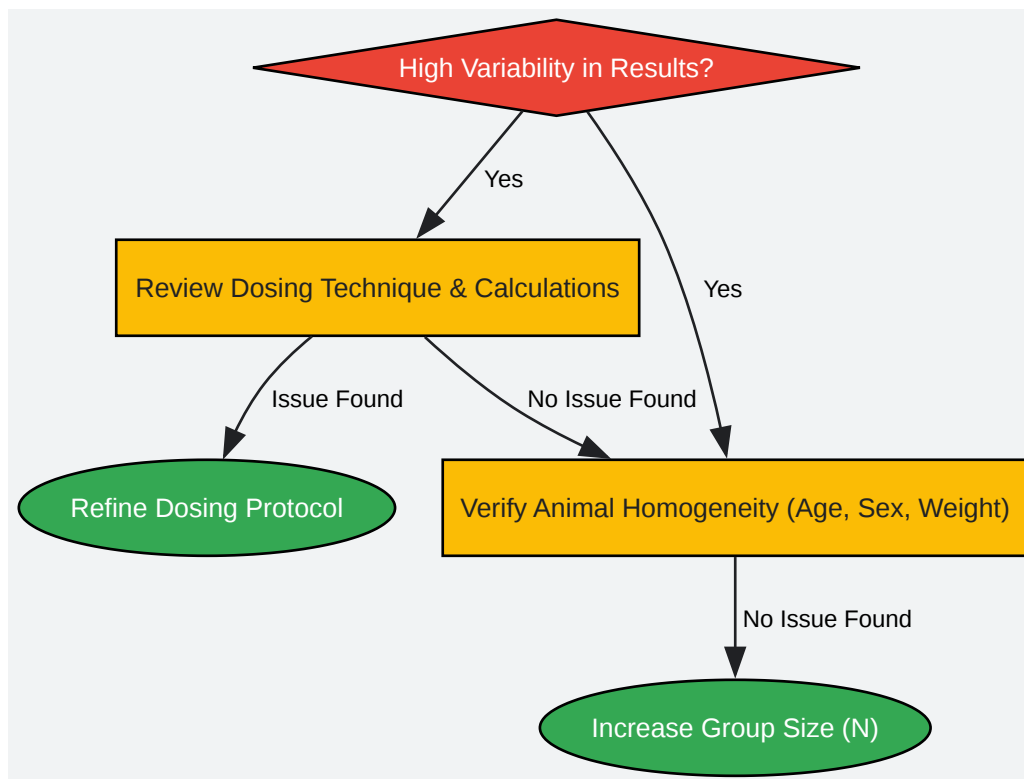 High Variability in Results?
Yes
Review Dosing Technique & Calculations
Yes
Issue Found
No Issue Found
Refine Dosing Protocol
Verify Animal Homogeneity (Age, Sex, Weight)
No Issue Found
Increase Group Size (N)